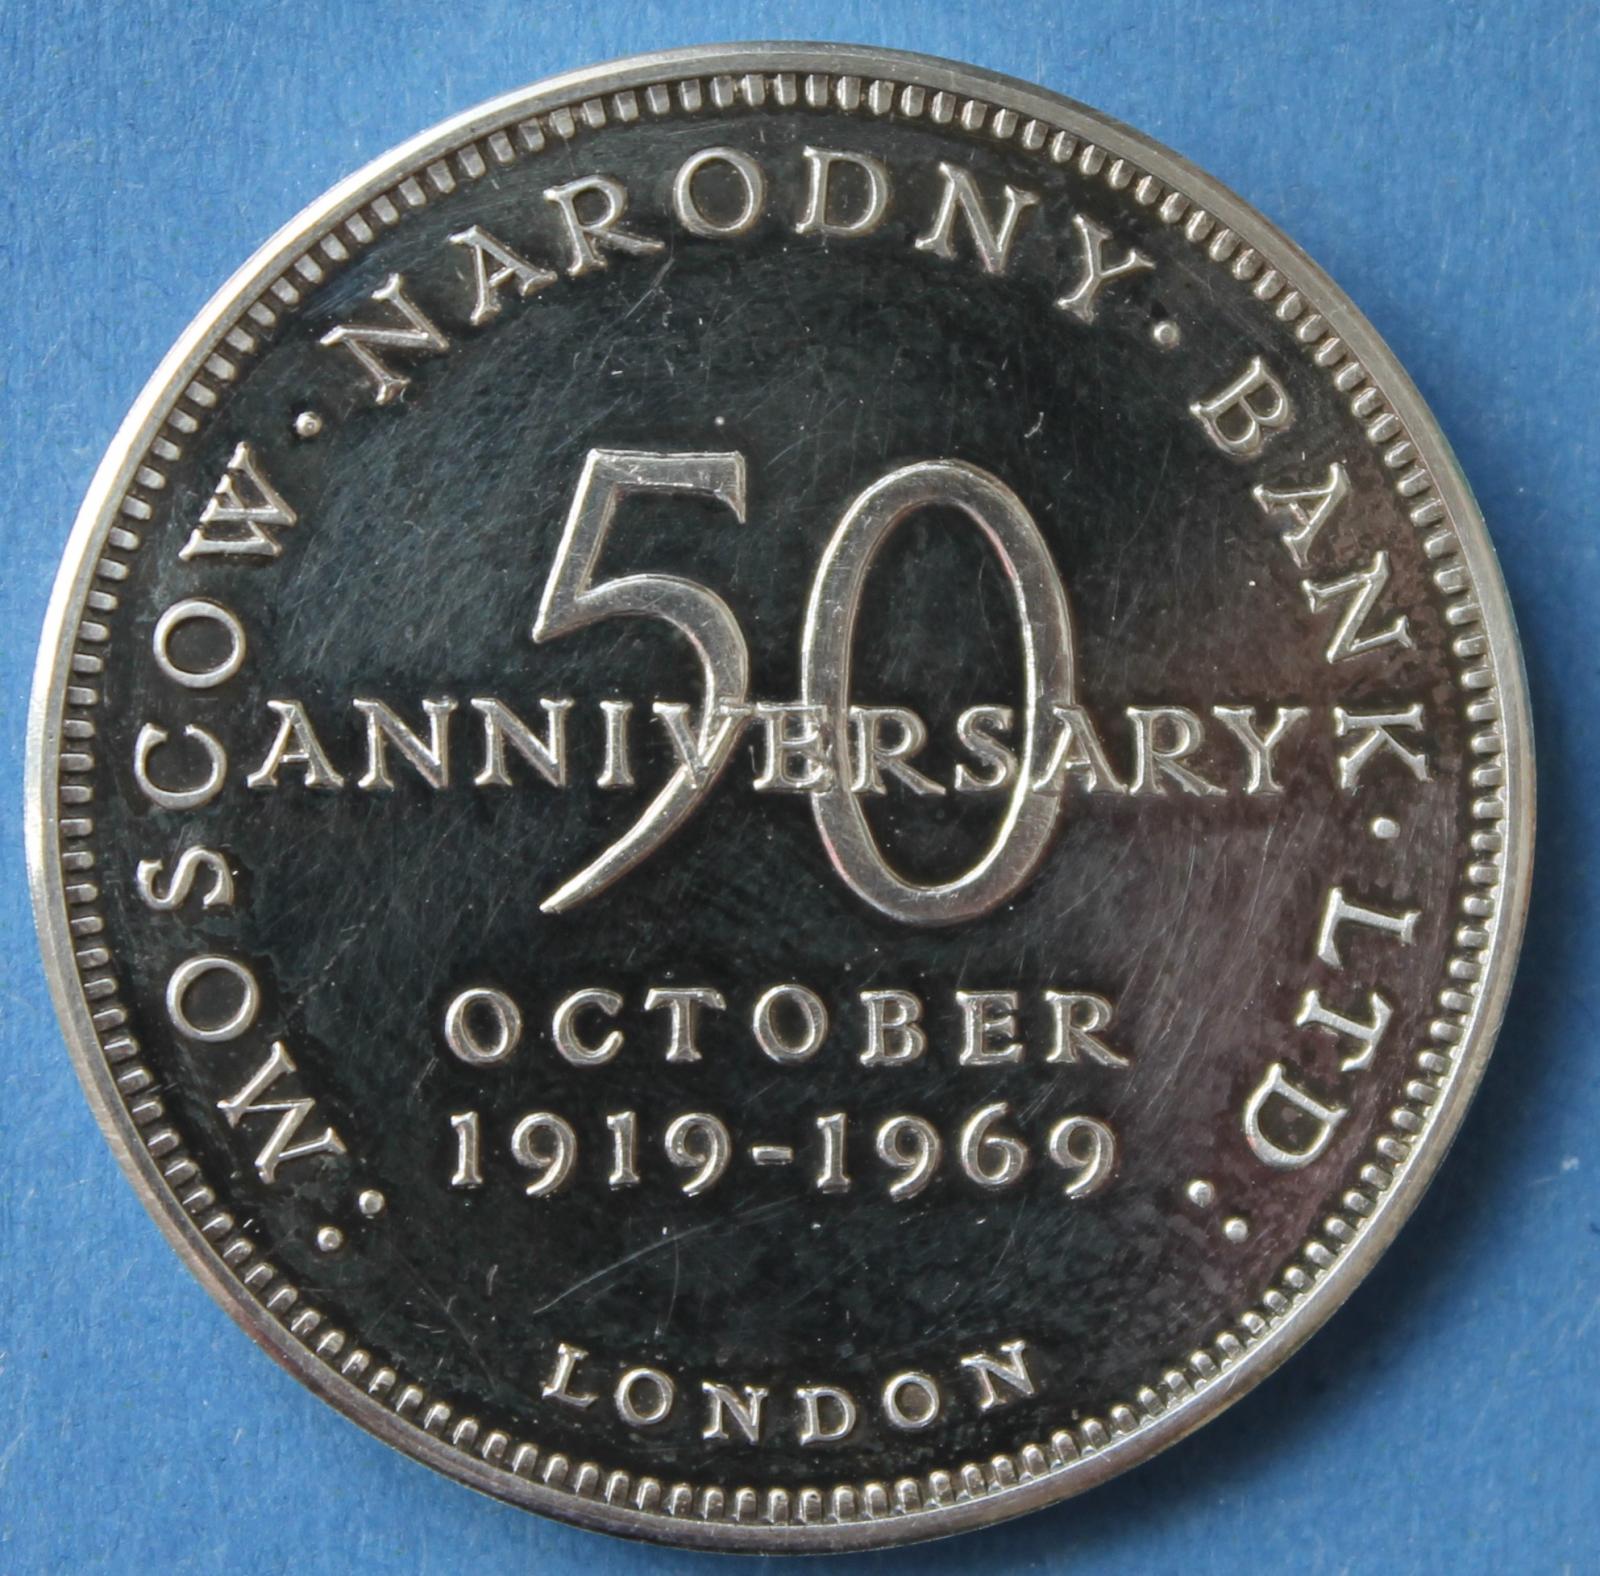 MOSCOW · NARODNY · BANK · LTD
50
ANNIVERSARY
OCTOBER
1919-1969
LONDON